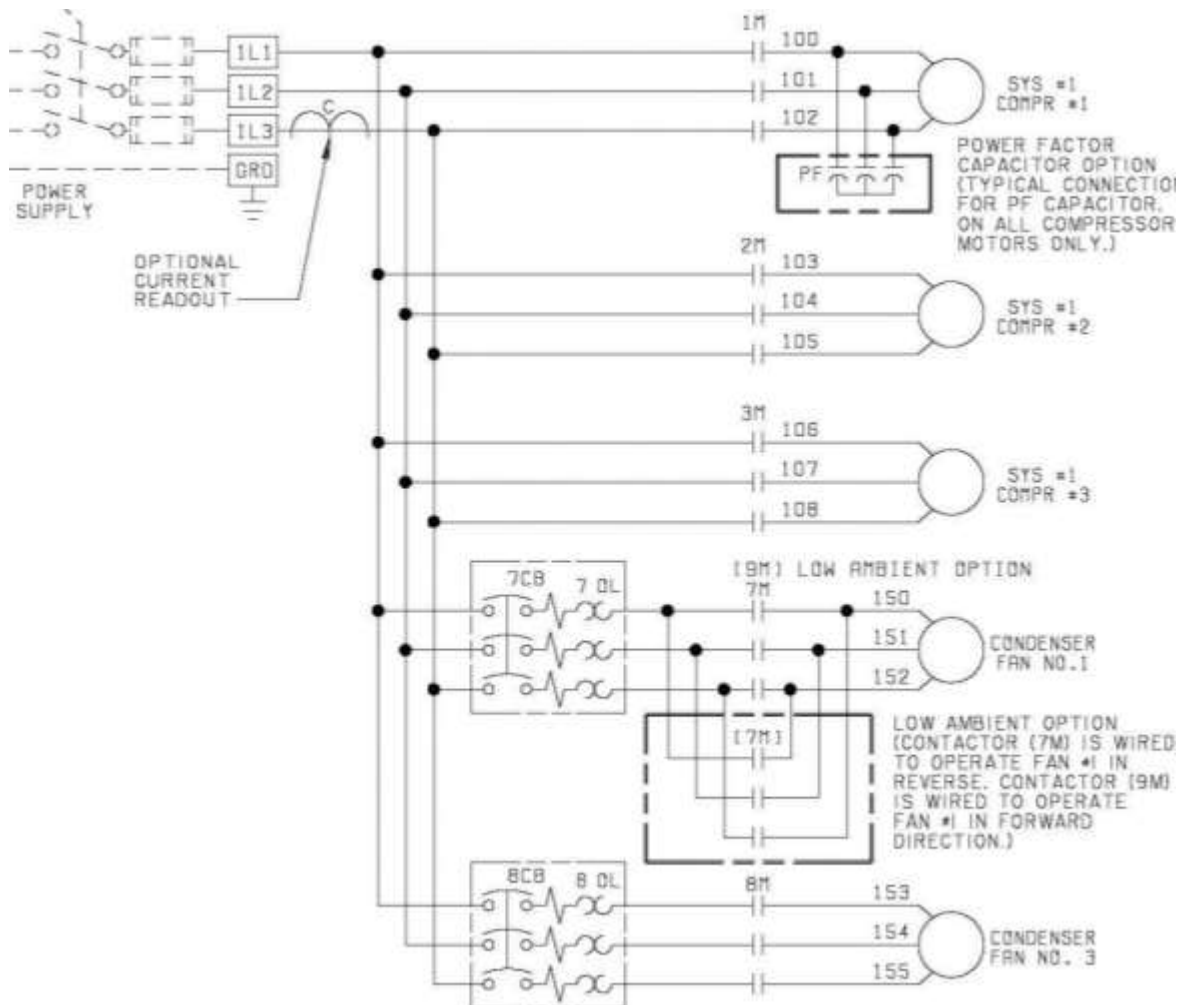 1M
100
1L1
101
1L2
SYS #1
COMPR #1
C
102
1L3
GRD
POWER
SUPPLY
PF
POWER FACTOR
CAPACITOR OPTION
(TYPICAL CONNECTION
FOR PF CAPACITOR.
ON ALL COMPRESSOR
MOTORS ONLY.)
OPTIONAL
CURRENT
READOUT
2M
103
104
105
SYS #1
COMPR #2
3M
106
107
108
SYS #1
COMPR #3
[9M] LOW AMBIENT OPTION
7CB
7 OL
7M
150
151
152
CONDENSER
FAN NO.1
[7M]
LOW AMBIENT OPTION
(CONTACTOR (7M) IS WIRED
TO OPERATE FAN #1 IN
REVERSE. CONTACTOR [9M]
IS WIRED TO OPERATE
FAN #1 IN FORWARD
DIRECTION.)
8CB
8 OL
8M
153
154
155
CONDENSER
FAN NO. 3